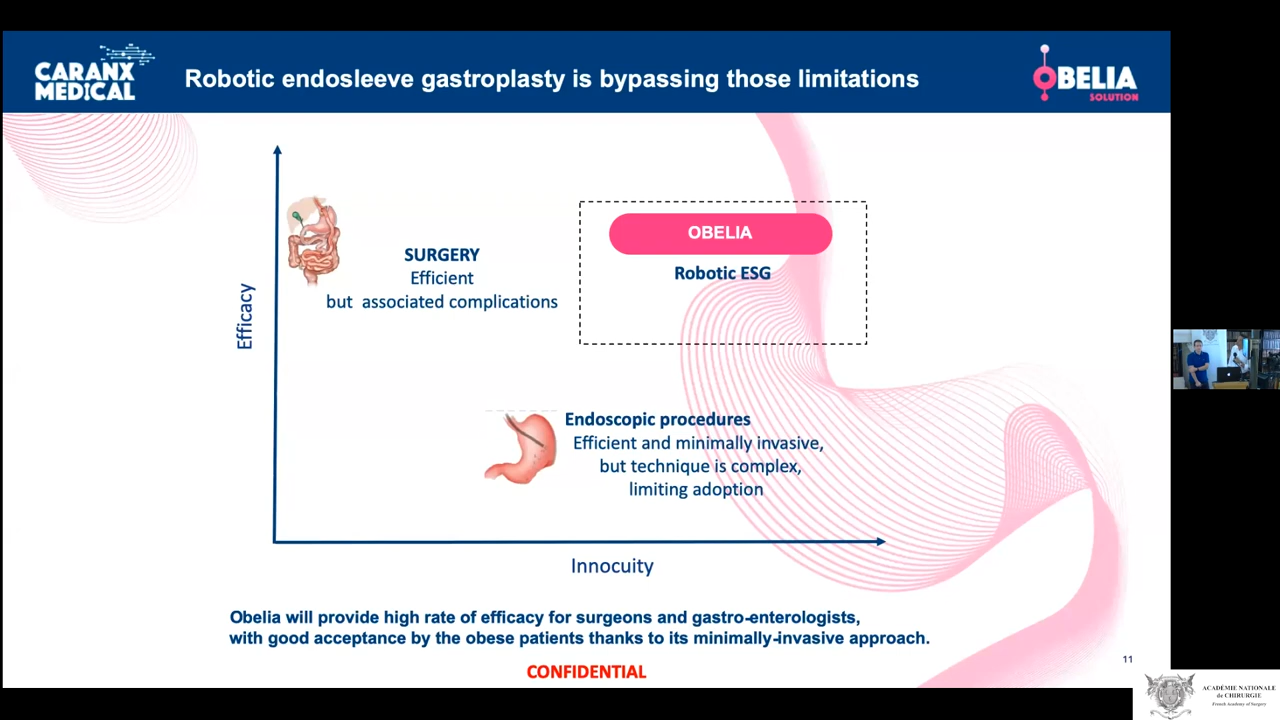 CARANX
MEDICAL
Robotic endosleeve gastroplasty is bypassing those limitations
OBELIA
SOLUTION
Efficacy
SURGERY
Efficient
but associated complications
OBELIA
Robotic ESG
Endoscopic procedures
Efficient and minimally invasive,
but technique is complex,
limiting adoption
Innocuity
Obelia will provide high rate of efficacy for surgeons and gastro-enterologists,
with good acceptance by the obese patients thanks to its minimally-invasive approach.
CONFIDENTIAL
11
ACADÉMIE NATIONALE
de CHIRURGIE
French Academy of Surgery